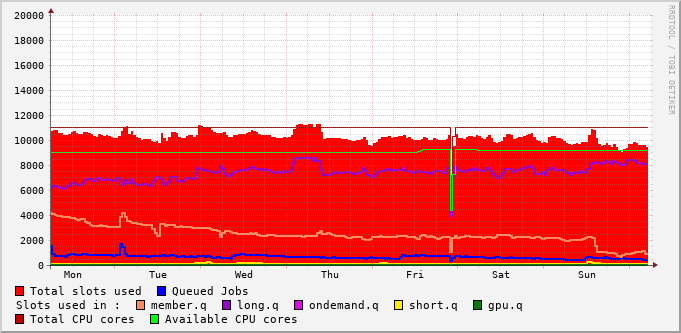 20000
18000
16000
14000
12000
10000
8000
6000
4000
2000
0
Mon Tue Wed Thu Fri Sat Sun
Total slots used Queued Jobs
Slots used in : member.q long.q ondemand.q short.q gpu.q
Total CPU cores Available CPU cores
RRDTOOL / TOBI OETIKER